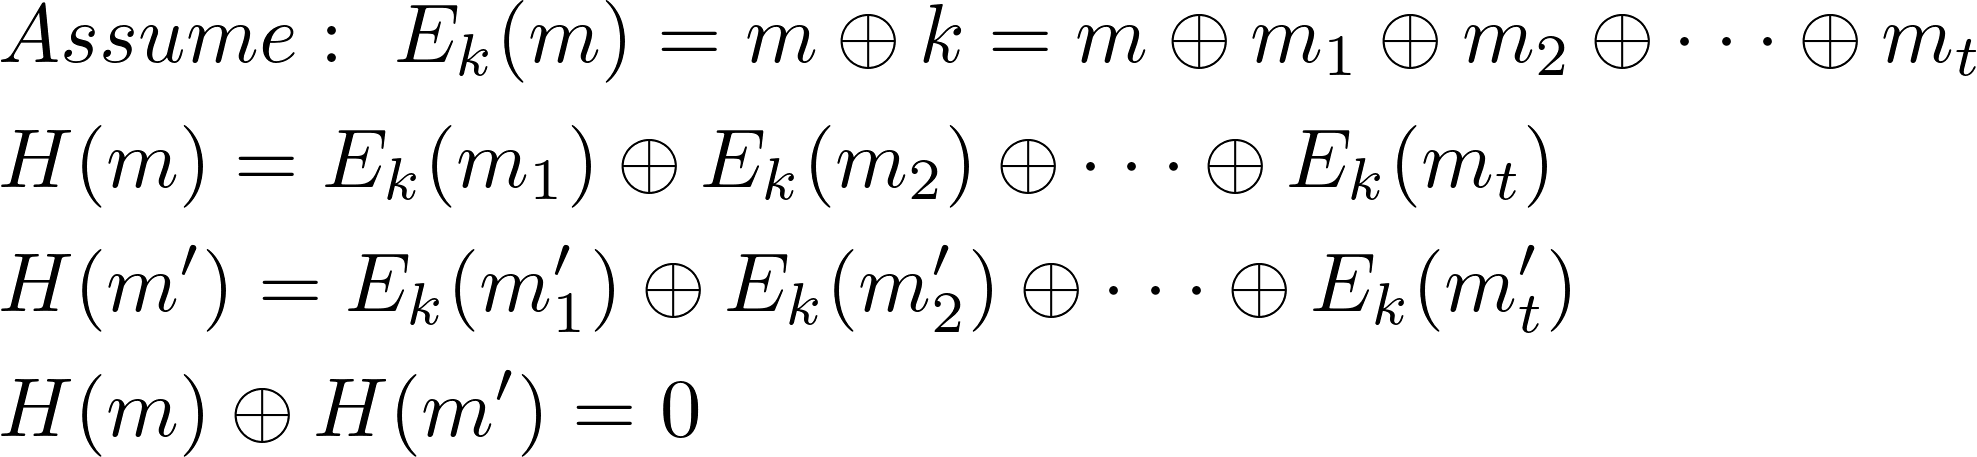 Assume : E_k(m) = m ⊕ k = m ⊕ m_1 ⊕ m_2 ⊕ · · · ⊕ m_t
H(m) = E_k(m_1) ⊕ E_k(m_2) ⊕ · · · ⊕ E_k(m_t)
H(m′) = E_k(m′_1) ⊕ E_k(m′_2) ⊕ · · · ⊕ E_k(m′_t)
H(m) ⊕ H(m′) = 0